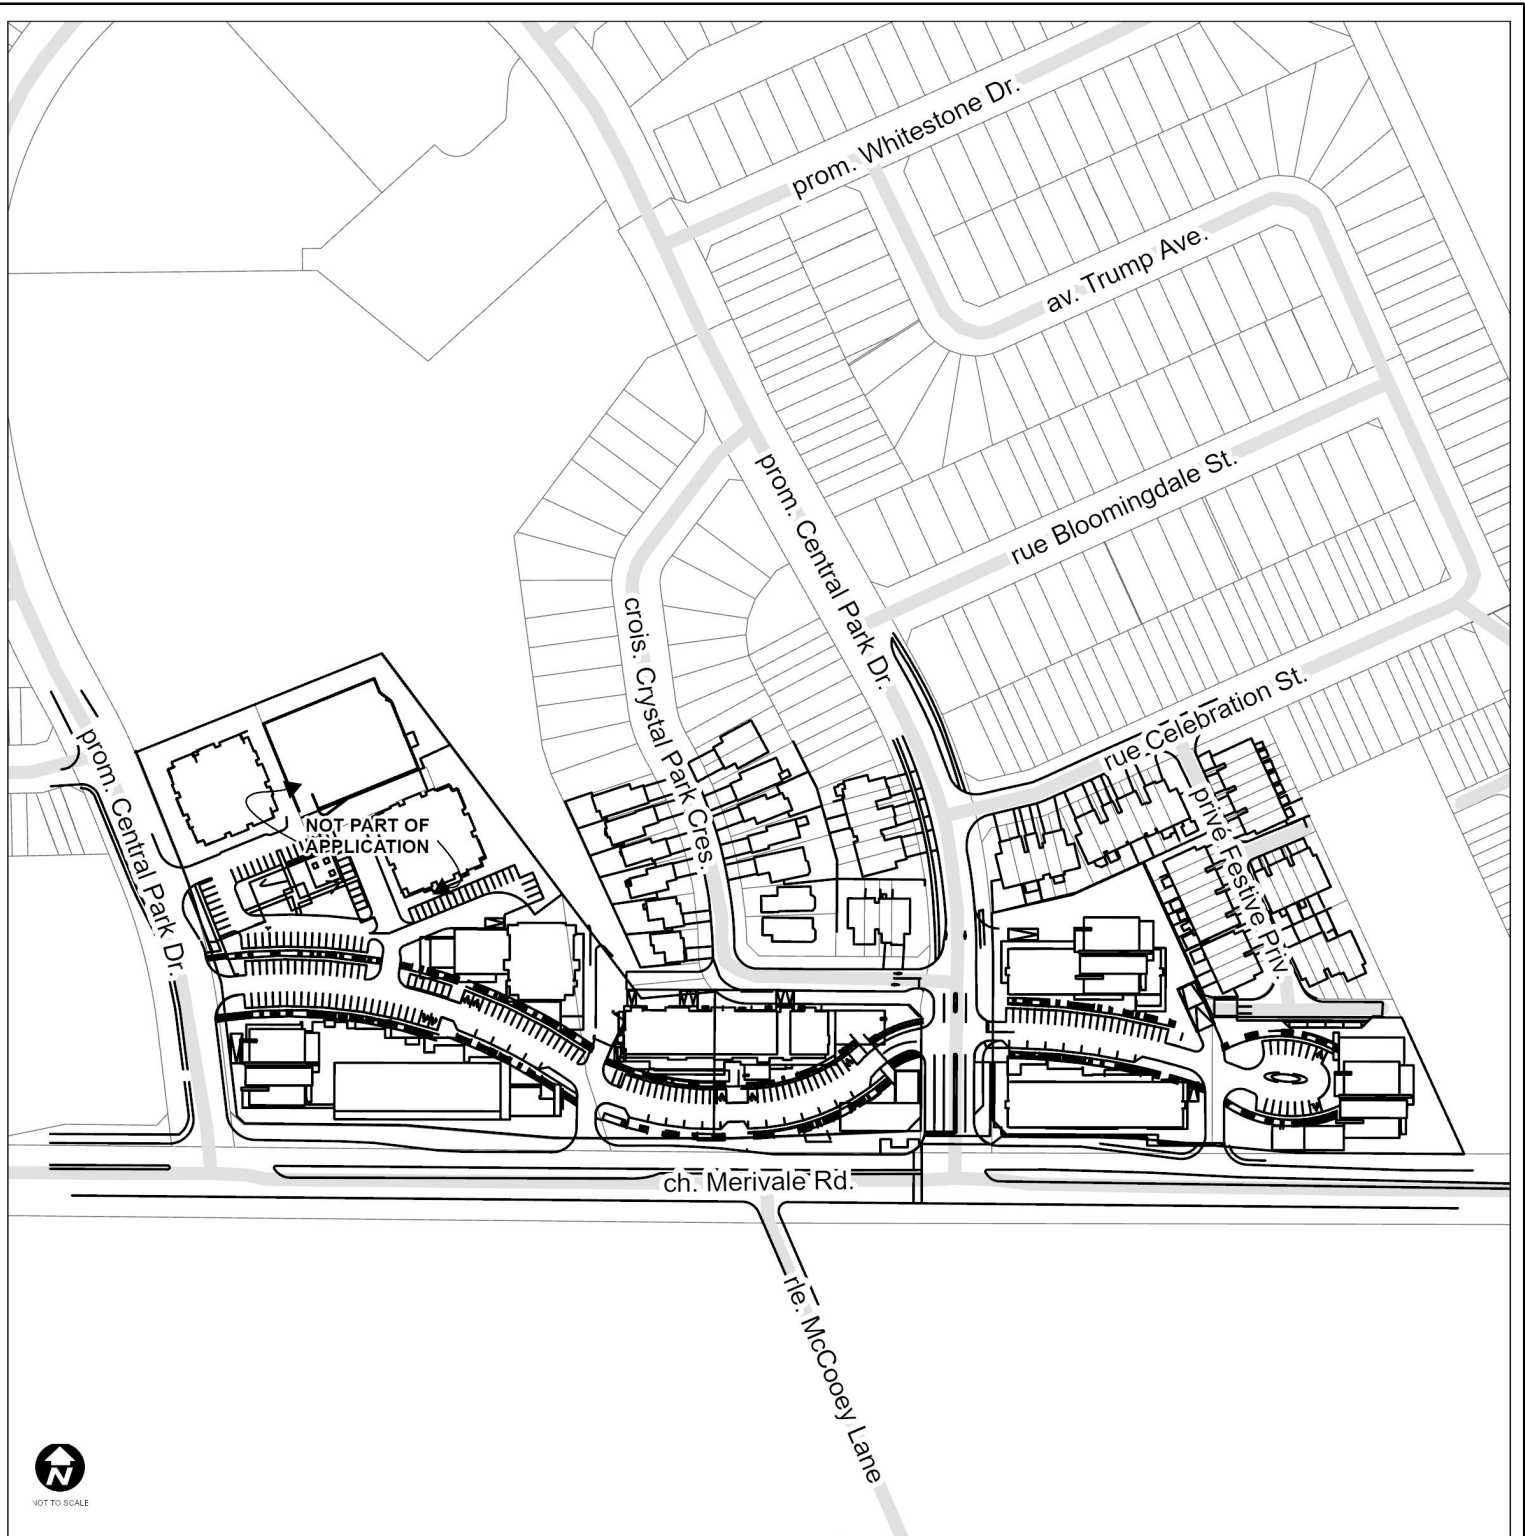 prom. Whitestone Dr.
av. Trump Ave.
prom. Central Park Dr.
rue Bloomingdale St.
crois. Crystal Park Cres.
rue Celebration St.
prom. Central Park Dr.
privé. Festive Priv.
NOT PART OF
APPLICATION
ch. Merivale Rd.
rle. McCooey Lane
N
NOT TO SCALE